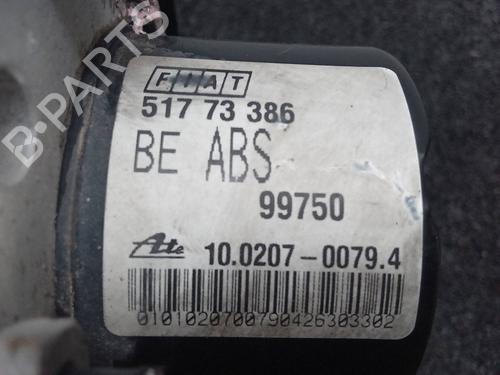 B-PARTS
FIAT
517 73 386
BE ABS
99750
Ate 10.0207-0079.4
0101020700790426303302